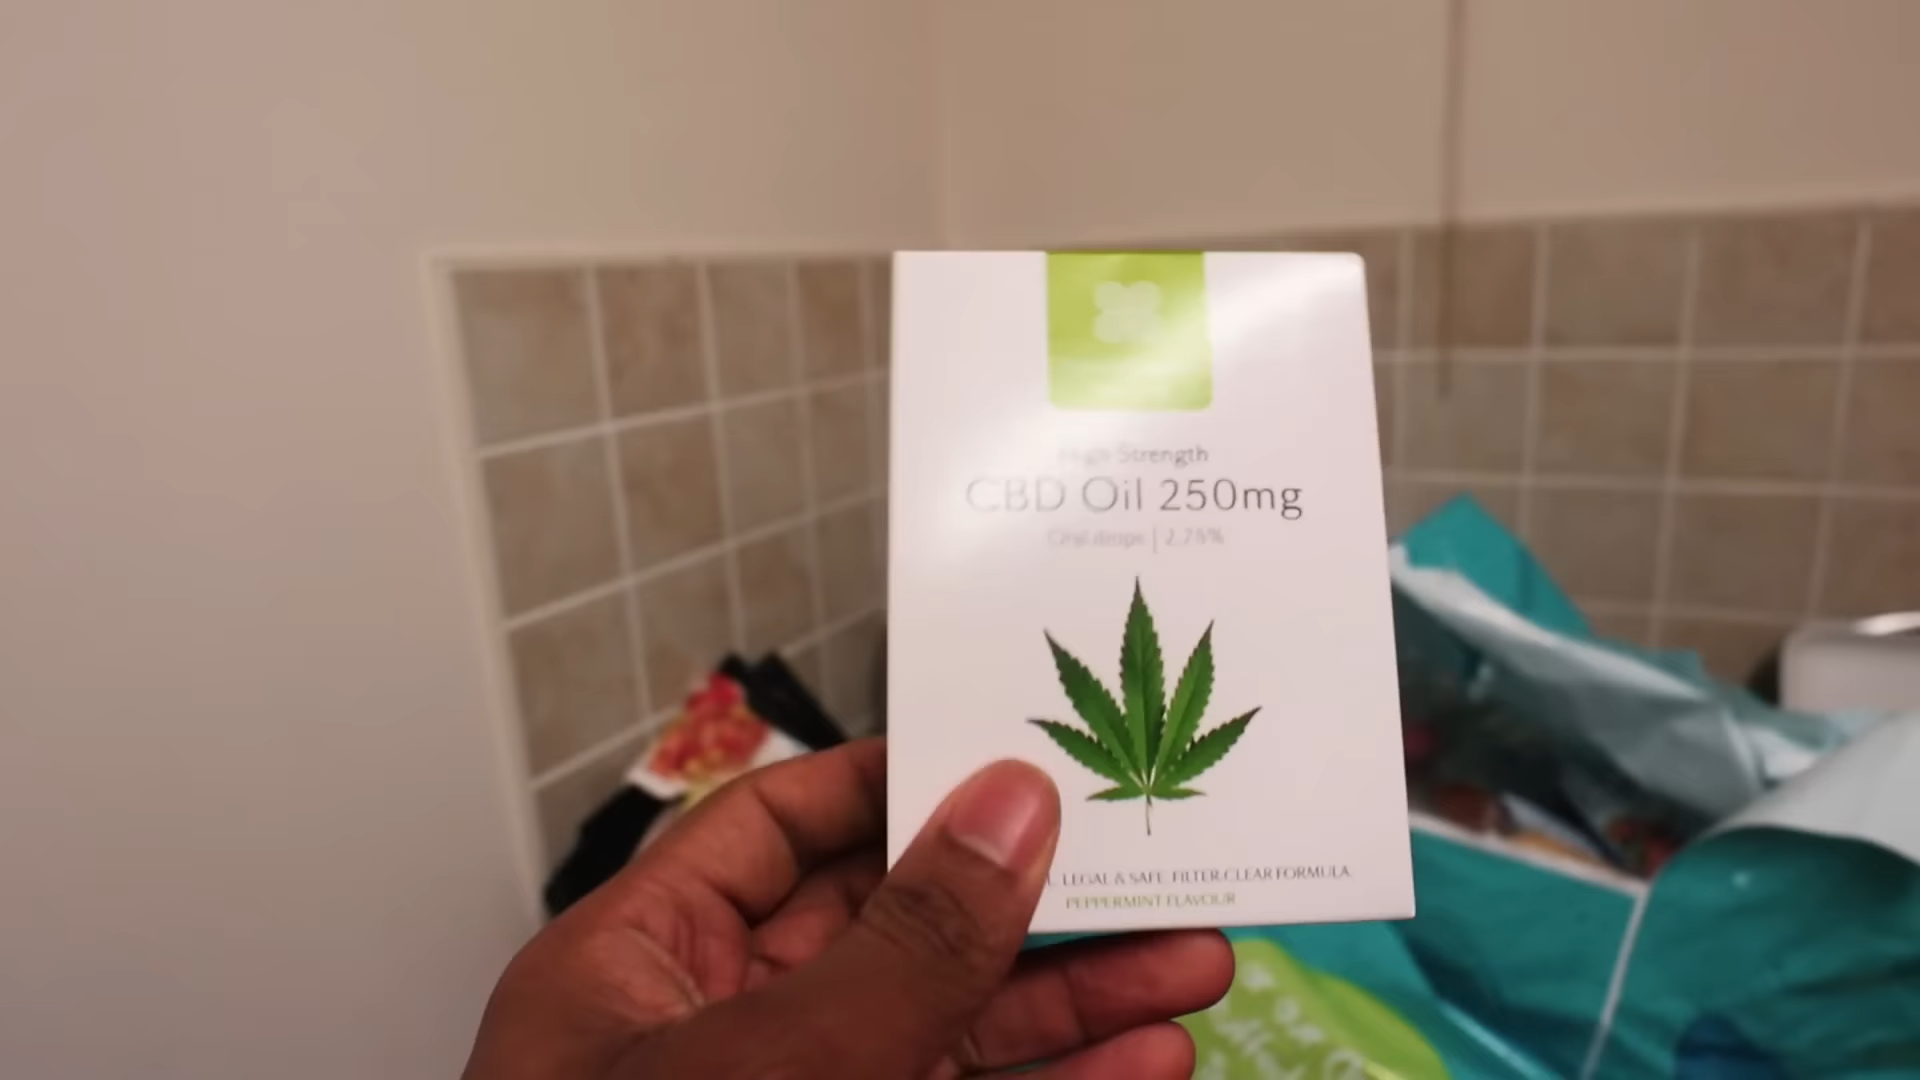 High Strength
CBD Oil 250mg
Oral drops | 2.75%
LEGAL & SAFE. FILTER-CLEAR FORMULA.
PEPPERMINT FLAVOUR